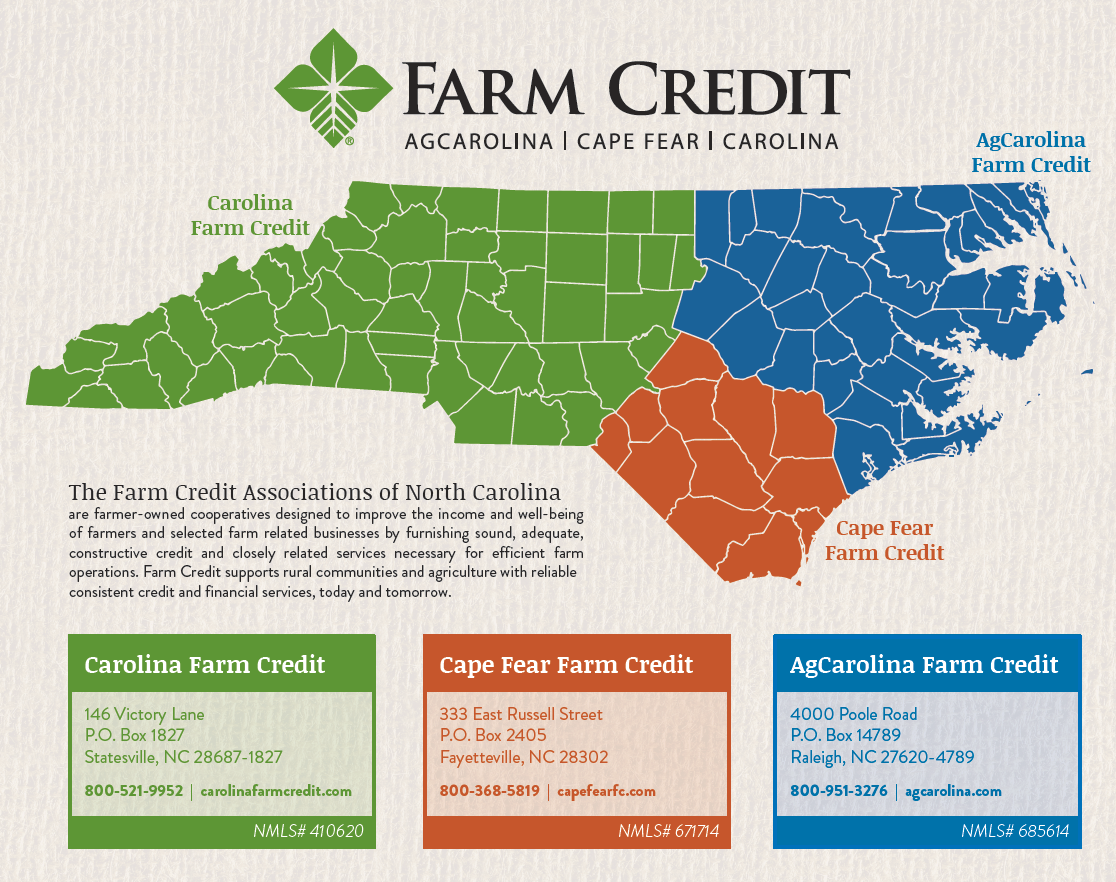 FARM CREDIT
®
AGCAROLINA | CAPE FEAR | CAROLINA
AgCarolina
Farm Credit
Carolina
Farm Credit
The Farm Credit Associations of North Carolina
are farmer-owned cooperatives designed to improve the income and well-being
of farmers and selected farm related businesses by furnishing sound, adequate,
constructive credit and closely related services necessary for efficient farm
operations. Farm Credit supports rural communities and agriculture with reliable
consistent credit and financial services, today and tomorrow.
Cape Fear
Farm Credit
Carolina Farm Credit
146 Victory Lane
P.O. Box 1827
Statesville, NC 28687-1827
800-521-9952 | carolinafarmcredit.com
NMLS# 410620
Cape Fear Farm Credit
333 East Russell Street
P.O. Box 2405
Fayetteville, NC 28302
800-368-5819 | capefearfc.com
NMLS# 671714
AgCarolina Farm Credit
4000 Poole Road
P.O. Box 14789
Raleigh, NC 27620-4789
800-951-3276 | agcarolina.com
NMLS# 685614